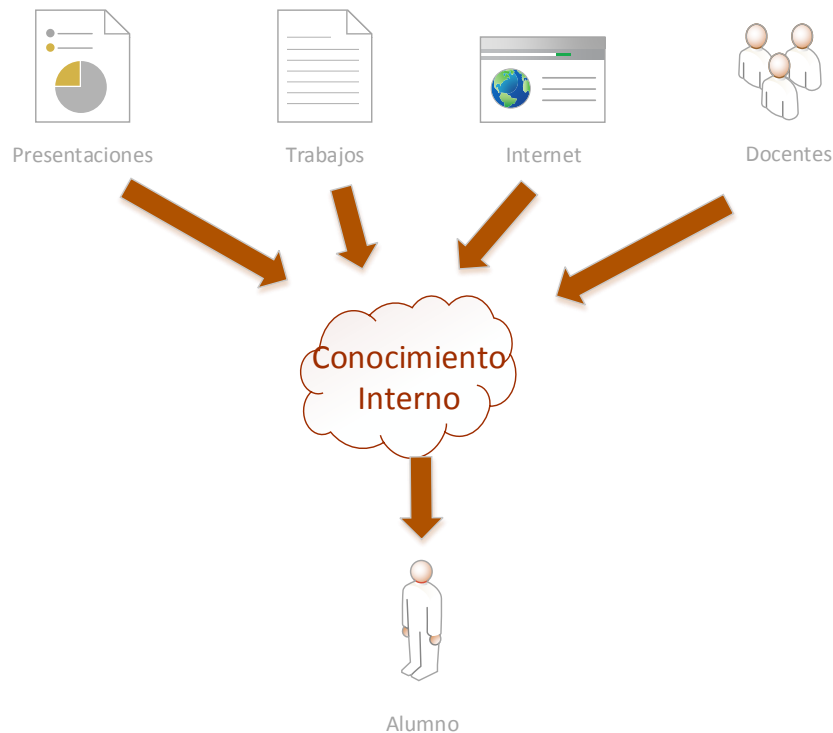 Presentaciones
Trabajos
Internet
Docentes
Conocimiento
Interno
Alumno